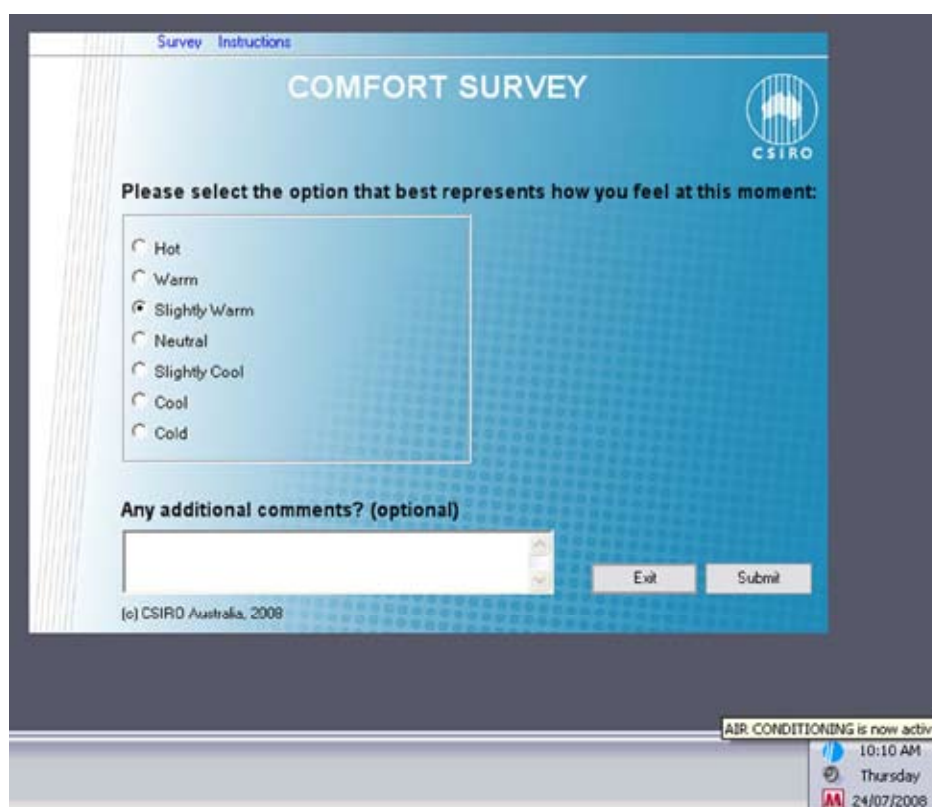 Survey Instructions
COMFORT SURVEY
CSIRO
Please select the option that best represents how you feel at this moment:
Hot
Warm
Slightly Warm
Neutral
Slightly Cool
Cool
Cold
Any additional comments? (optional)
Exit Submit
(c) CSIRO Australia, 2008
AIR CONDITIONING is now activ
10:10 AM
Thursday
24/07/2008